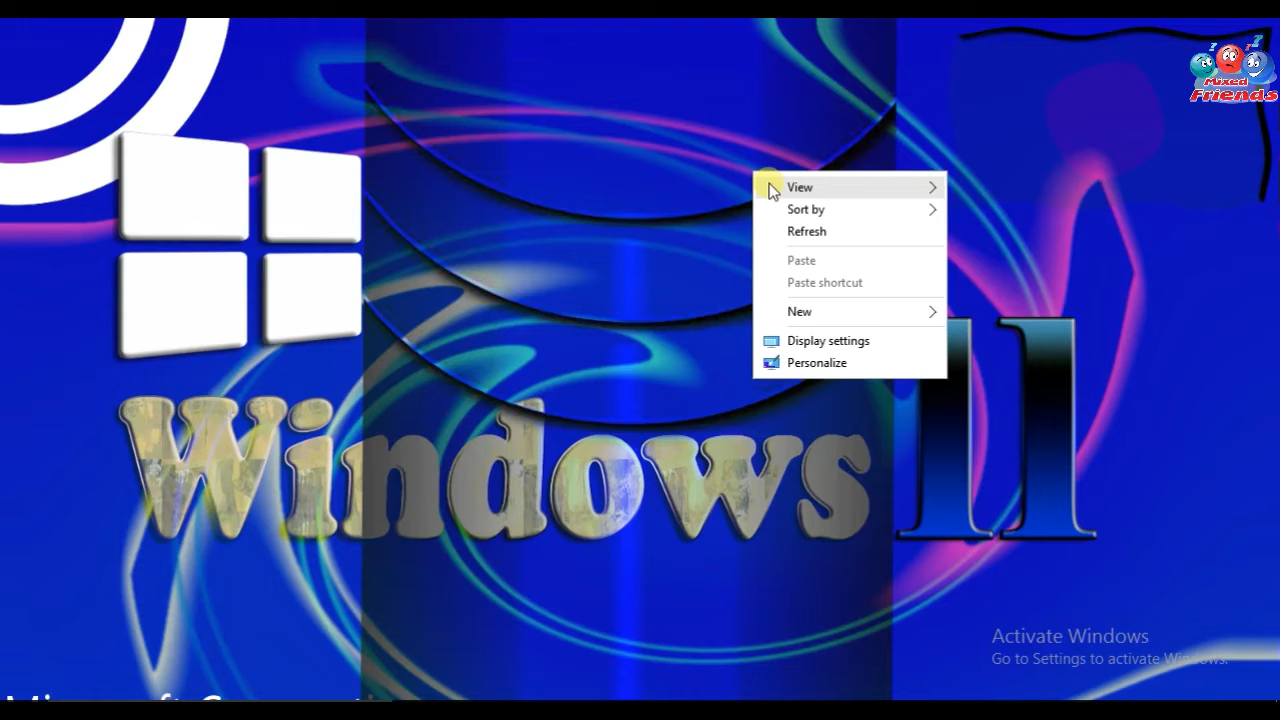 z z z z
Mixed
Friends
View
Sort by
Refresh
Paste
Paste shortcut
New
Display settings
Personalize
Windows 11
Activate Windows
Go to Settings to activate Windows.